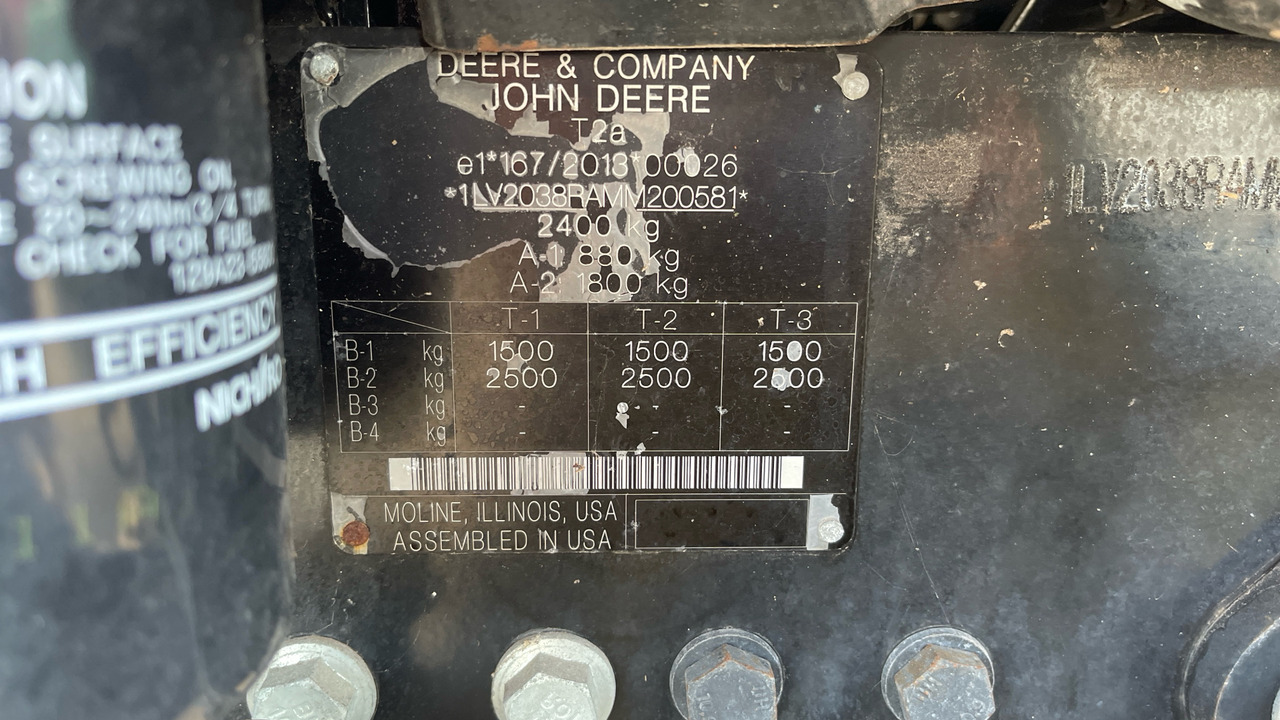 ION
E SURFACE
SCREWING ON,
E 20~24Nm(3/4 TUR
CHECK FOR FUEL
H EFFICIENCY
DEERE & COMPANY
JOHN DEERE
T2a
e1*167/2013*00026
*1LV2038RAMM200581*
2400 kg
A-1: 880 kg
A-2: 1800 kg
T-1 T-2 T-3
B-1 kg 1500 1500 1500
B-2 kg 2500 2500 2500
B-3 kg - - -
B-4 kg - - -
MOLINE, ILLINOIS, USA
ASSEMBLED IN USA
1LV2038RAM